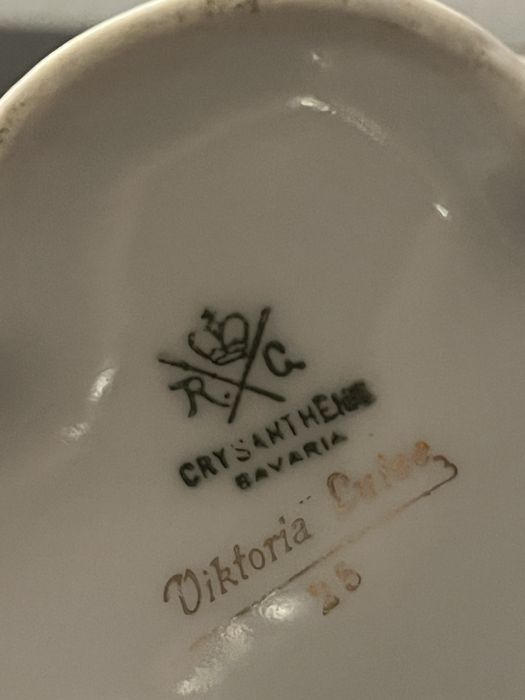 R. G
CRYSANTHEME
BAVARIA
Viktoria Luise
25